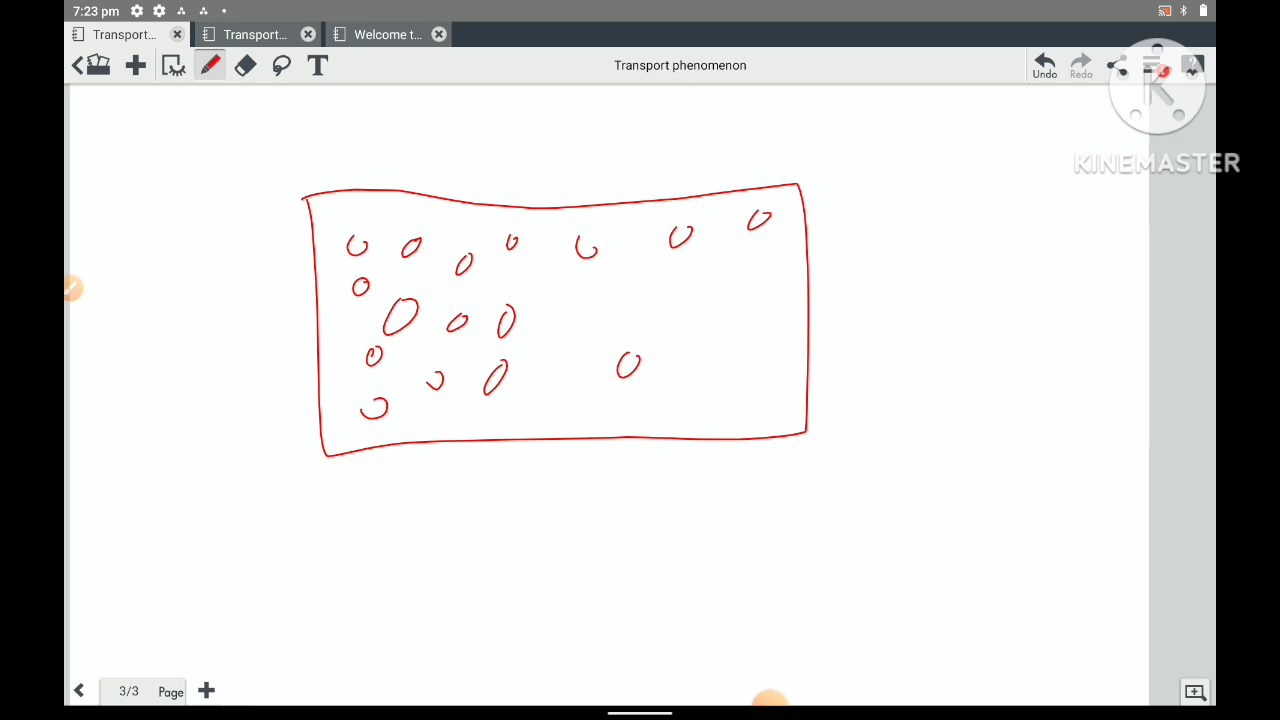 7:23 pm
Transport... Transport... Welcome t...
Transport phenomenon
Undo Redo
KINEMASTER
3/3 Page